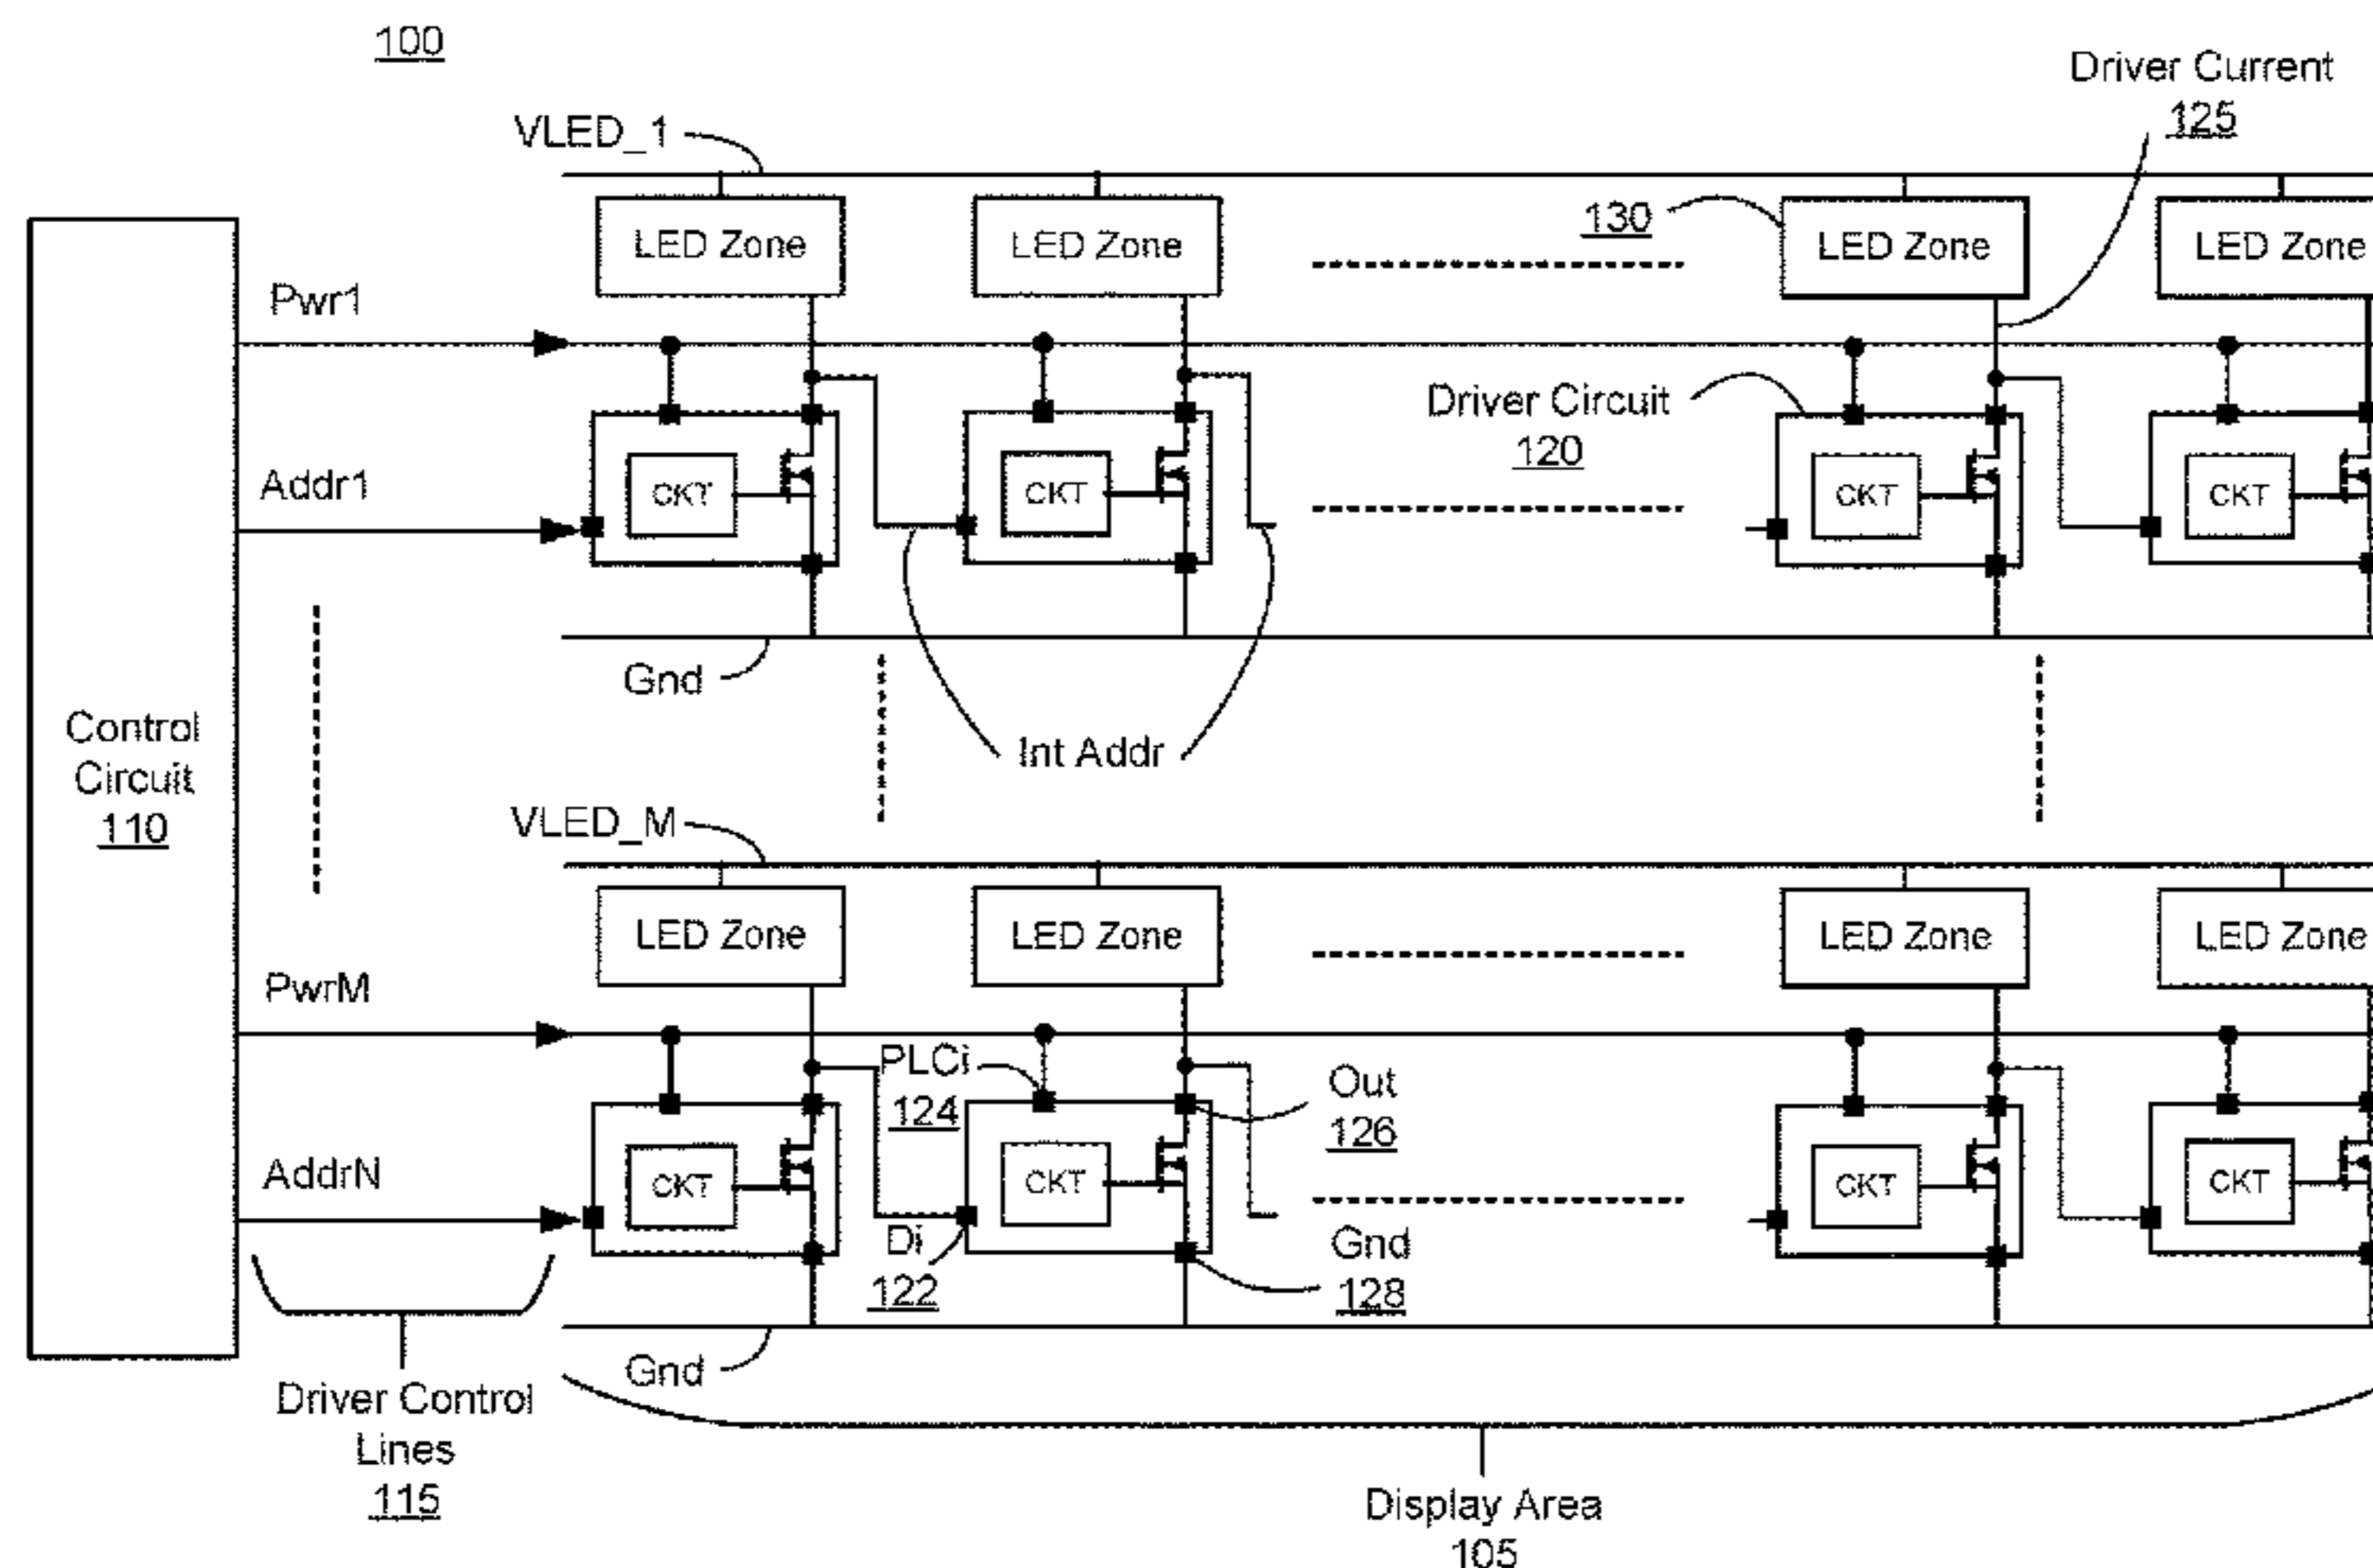 100
Driver Current
125
VLED_1
LED Zone
LED Zone
130
LED Zone
LED Zone
Pwr1
Driver Circuit
120
Addr1
CKT
CKT
CKT
CKT
Gnd
Int Addr
Control
Circuit
110
VLED_M
LED Zone
LED Zone
LED Zone
LED Zone
PwrM
PLCi
124
Out
126
AddrN
CKT
CKT
CKT
CKT
Di
122
Gnd
128
Gnd
Driver Control
Lines
115
Display Area
105